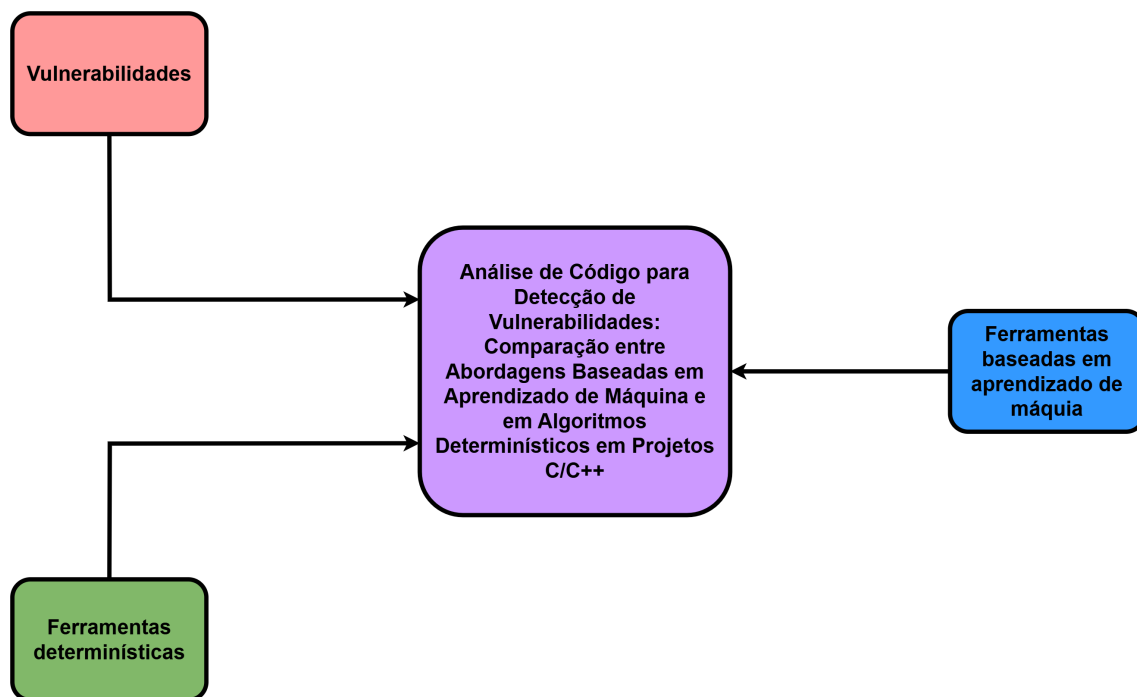 Vulnerabilidades
Análise de Código para
Detecção de
Vulnerabilidades:
Comparação entre
Abordagens Baseadas em
Aprendizado de Máquina e
em Algoritmos
Determinísticos em Projetos
C/C++
Ferramentas
baseadas em
aprendizado de
máquia
Ferramentas
determinísticas